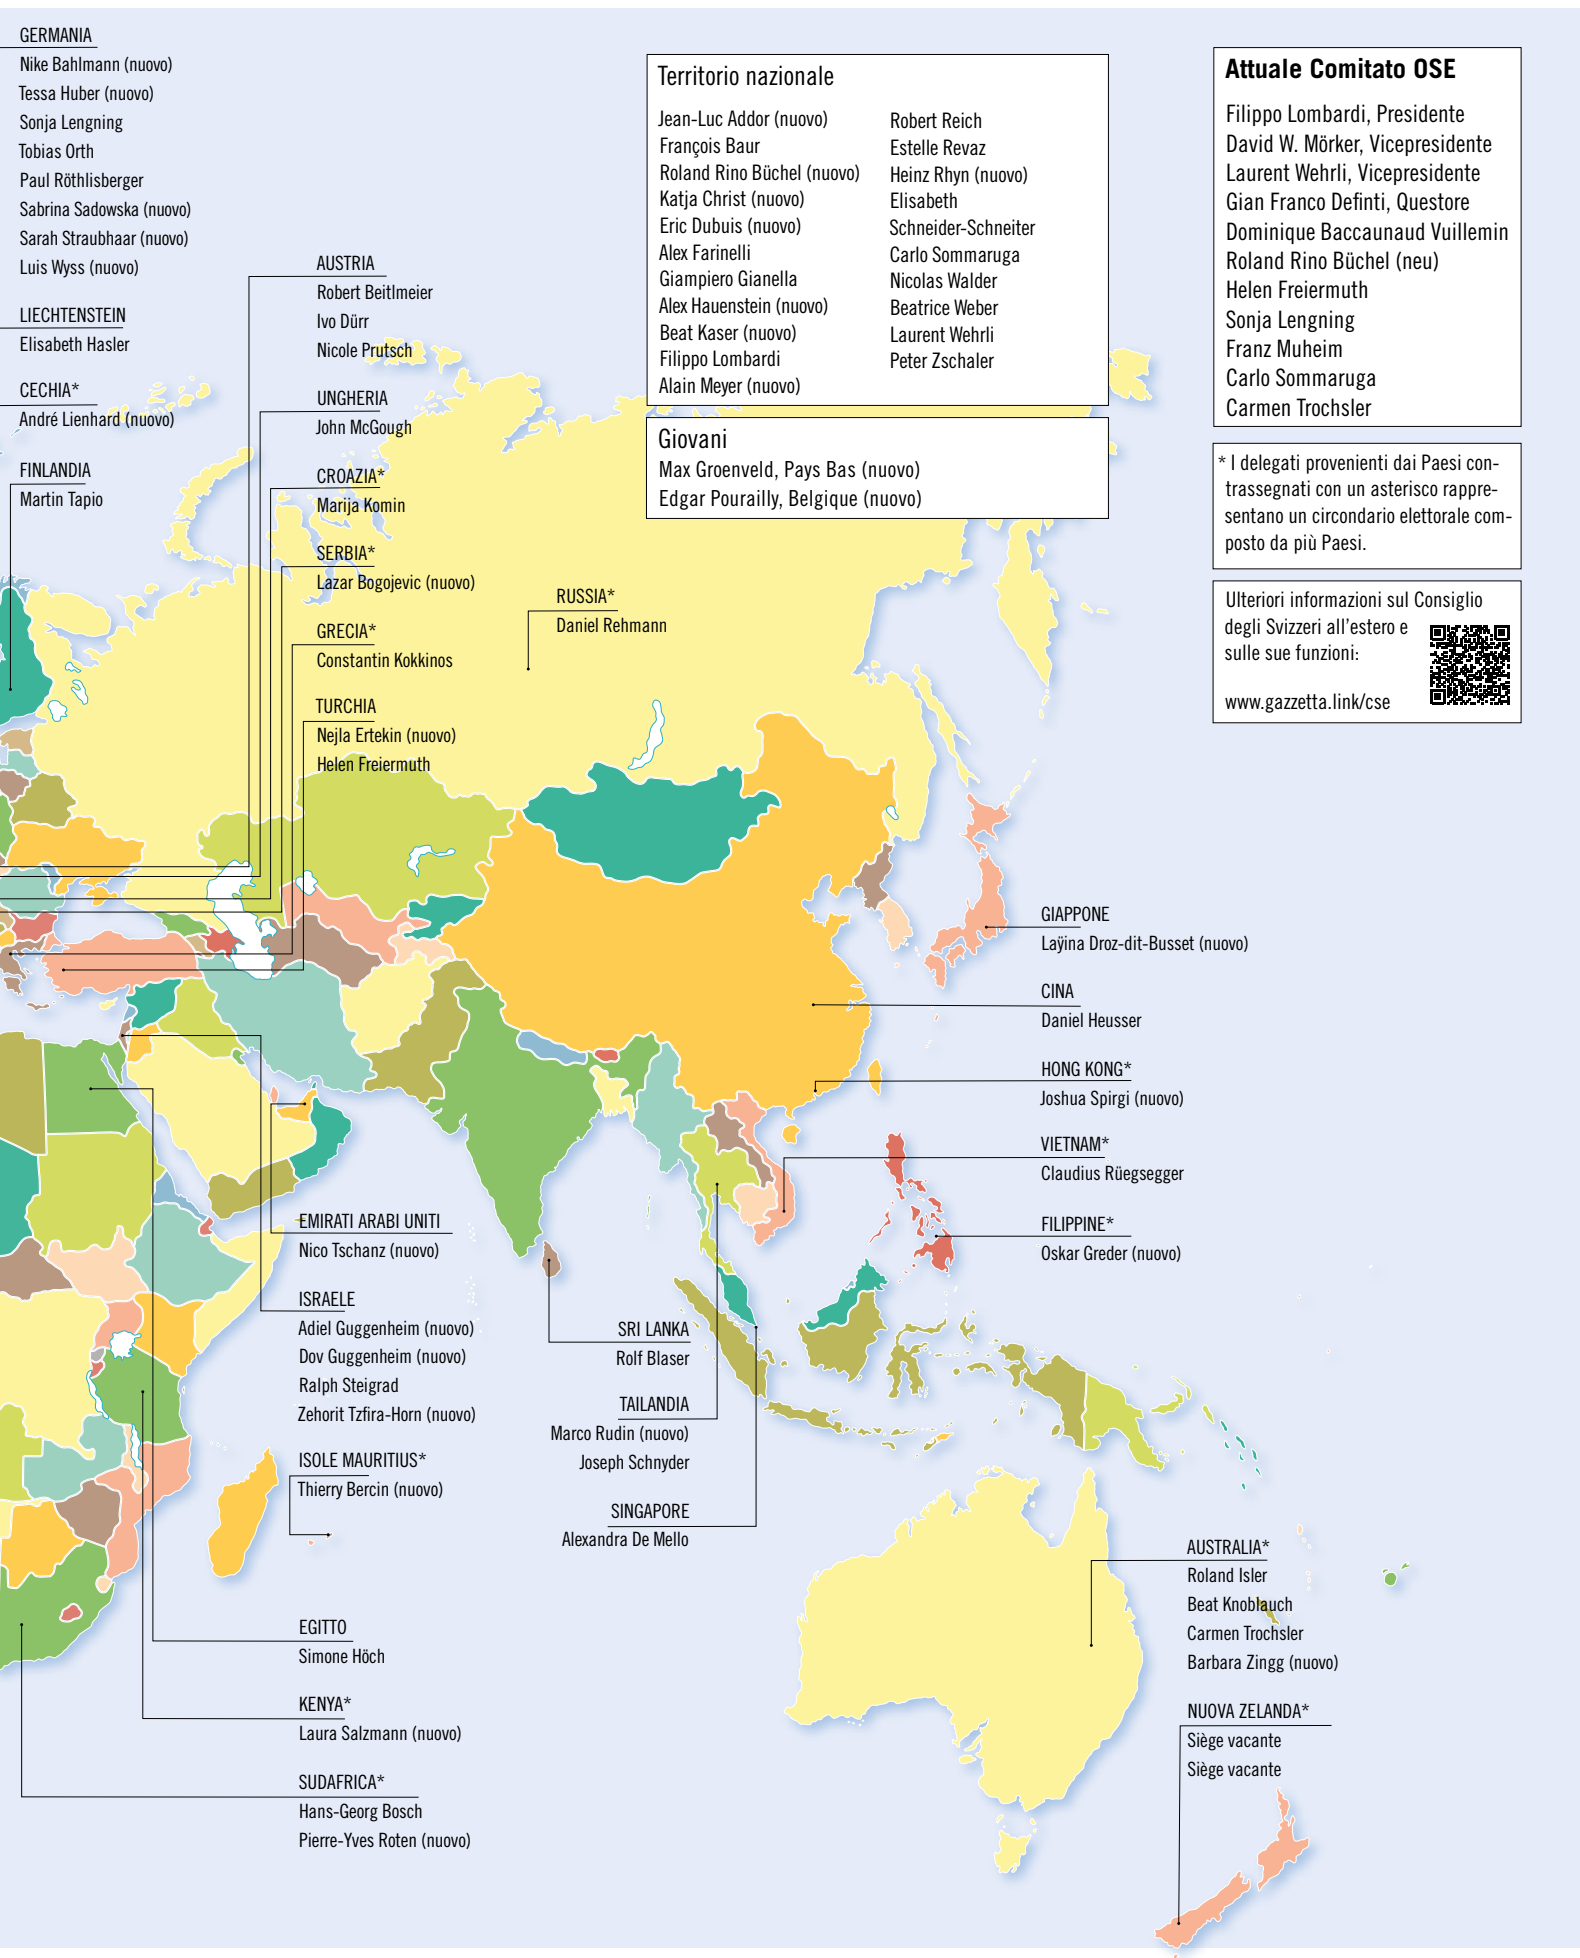 GERMANIA
Nike Bahlmann (nuovo)
Tessa Huber (nuovo)
Sonja Lengning
Tobias Orth
Paul Röthlisberger
Sabrina Sadowska (nuovo)
Sarah Straubhaar (nuovo)
Luis Wyss (nuovo)
LIECHTENSTEIN
Elisabeth Hasler
CECHIA*
André Lienhard (nuovo)
FINLANDIA
Martin Tapio
AUSTRIA
Robert Beitlmeier
Ivo Dürr
Nicole Prutsch
UNGHERIA
John McGough
CROAZIA*
Marija Komin
SERBIA*
Lazar Bogojevic (nuovo)
GRECIA*
Constantin Kokkinos
TURCHIA
Nejla Ertekin (nuovo)
Helen Freiermuth
RUSSIA*
Daniel Rehmann
Territorio nazionale
Jean-Luc Addor (nuovo)
François Baur
Roland Rino Büchel (nuovo)
Katja Christ (nuovo)
Eric Dubuis (nuovo)
Alex Farinelli
Giampiero Gianella
Alex Hauenstein (nuovo)
Beat Kaser (nuovo)
Filippo Lombardi
Alain Meyer (nuovo)
Robert Reich
Estelle Revaz
Heinz Rhyn (nuovo)
Elisabeth
Schneider-Schneiter
Carlo Sommaruga
Nicolas Walder
Beatrice Weber
Laurent Wehrli
Peter Zschaler
Giovani
Max Groenveld, Pays Bas (nuovo)
Edgar Pourailly, Belgique (nuovo)
Attuale Comitato OSE
Filippo Lombardi, Presidente
David W. Mörker, Vicepresidente
Laurent Wehrli, Vicepresidente
Gian Franco Definti, Questore
Dominique Baccaunaud Vuillemin
Roland Rino Büchel (neu)
Helen Freiermuth
Sonja Lengning
Franz Muheim
Carlo Sommaruga
Carmen Trochsler
* I delegati provenienti dai Paesi con-
trassegnati con un asterisco rappre-
sentano un circondario elettorale com-
posto da più Paesi.
Ulteriori informazioni sul Consiglio
degli Svizzeri all'estero e
sulle sue funzioni:
www.gazzetta.link/cse
GIAPPONE
Laÿina Droz-dit-Busset (nuovo)
CINA
Daniel Heusser
HONG KONG*
Joshua Spirgi (nuovo)
VIETNAM*
Claudius Rüegsegger
FILIPPINE*
Oskar Greder (nuovo)
EMIRATI ARABI UNITI
Nico Tschanz (nuovo)
ISRAELE
Adiel Guggenheim (nuovo)
Dov Guggenheim (nuovo)
Ralph Steigrad
Zehorit Tzfira-Horn (nuovo)
ISOLE MAURITIUS*
Thierry Bercin (nuovo)
SRI LANKA
Rolf Blaser
TAILANDIA
Marco Rudin (nuovo)
Joseph Schnyder
SINGAPORE
Alexandra De Mello
EGITTO
Simone Höch
KENYA*
Laura Salzmann (nuovo)
SUDAFRICA*
Hans-Georg Bosch
Pierre-Yves Roten (nuovo)
AUSTRALIA*
Roland Isler
Beat Knoblauch
Carmen Trochsler
Barbara Zingg (nuovo)
NUOVA ZELANDA*
Siège vacante
Siège vacante